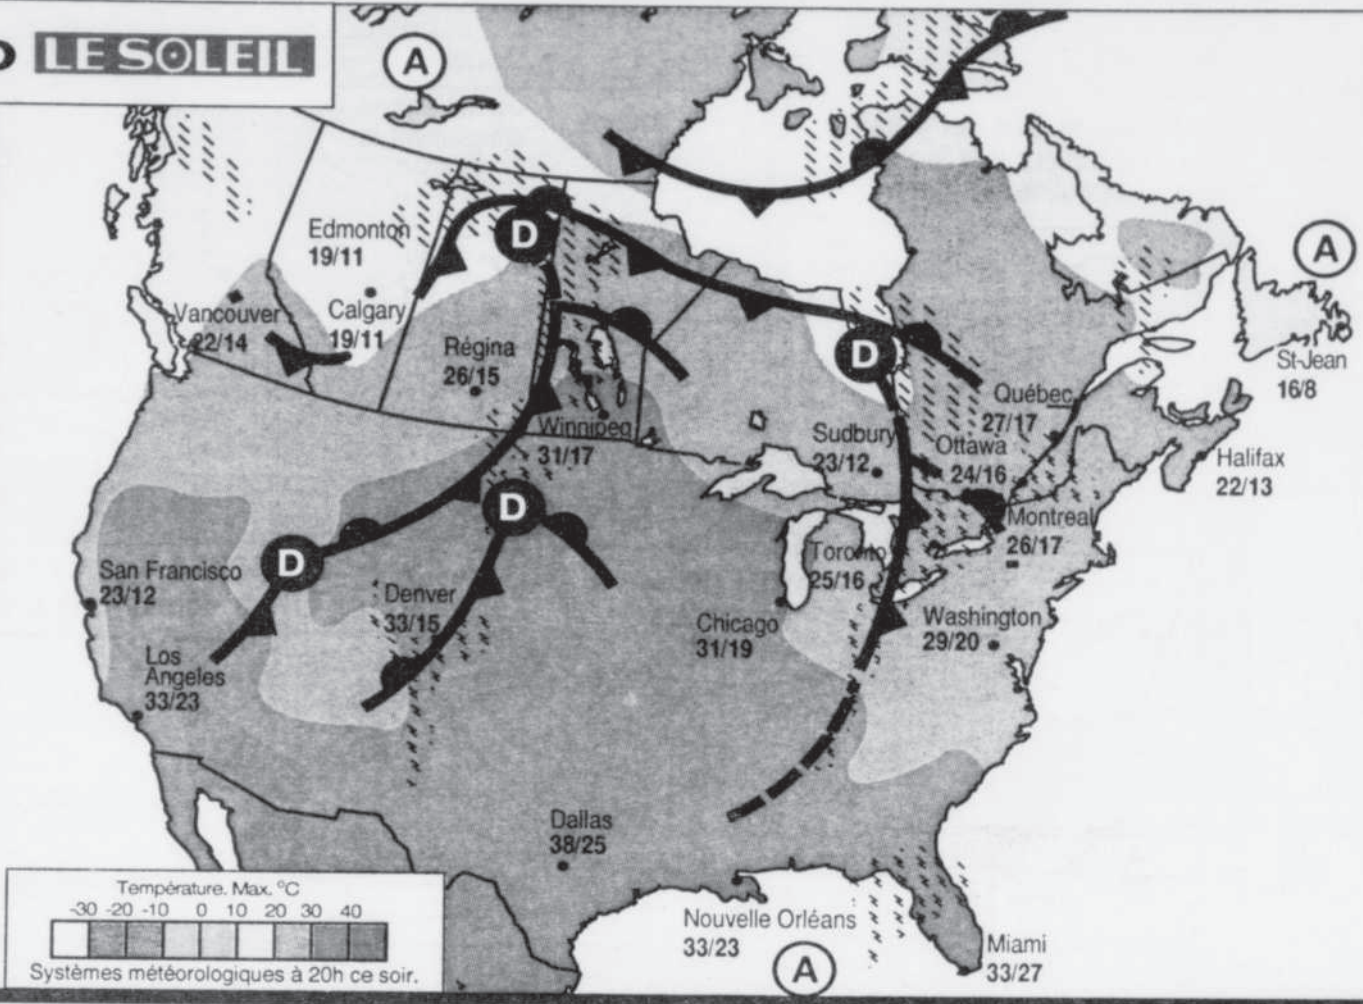 LE SOLEIL
A
Edmonton
19/11
D
A
Vancouver
22/14
Calgary
19/11
Régina
26/15
D
St-Jean
16/8
Québec
27/17
Winnipeg
31/17
Sudbury
23/12
Ottawa
24/16
Halifax
22/13
D
Montreal
26/17
D
San Francisco
23/12
Toronto
25/16
Denver
33/15
Chicago
31/19
Washington
29/20
Los
Angeles
33/23
Dallas
38/25
Température. Max. °C
-30 -20 -10 0 10 20 30 40
Systèmes météorologiques à 20h ce soir.
Nouvelle Orléans
33/23
A
Miami
33/27